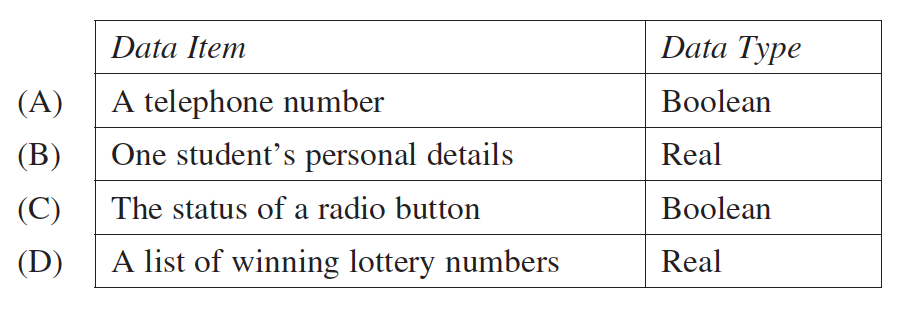 Data Item Data Type
(A) A telephone number Boolean
(B) One student’s personal details Real
(C) The status of a radio button Boolean
(D) A list of winning lottery numbers Real